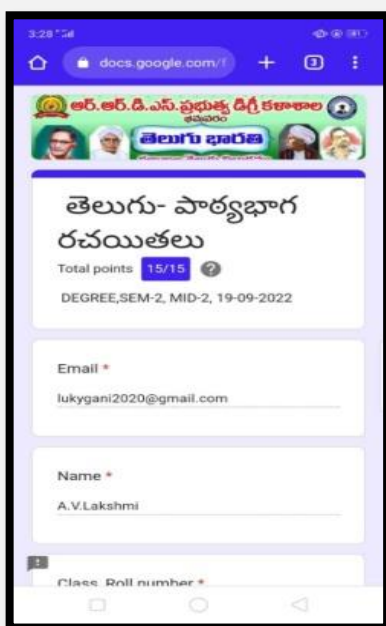 3:28
docs.google.com/f
3
ఆర్.ఆర్.డి.ఎస్.ప్రభుత్వ డిగ్రీ కళాశాల
భీమవరం
తెలుగు భారతి
తెలుగు- పాఠ్యభాగ
రచయితలు
Total points 15/15
DEGREE,SEM-2, MID-2, 19-09-2022
Email *
lukygani2020@gmail.com
Name *
A.V.Lakshmi
Class, Roll number *